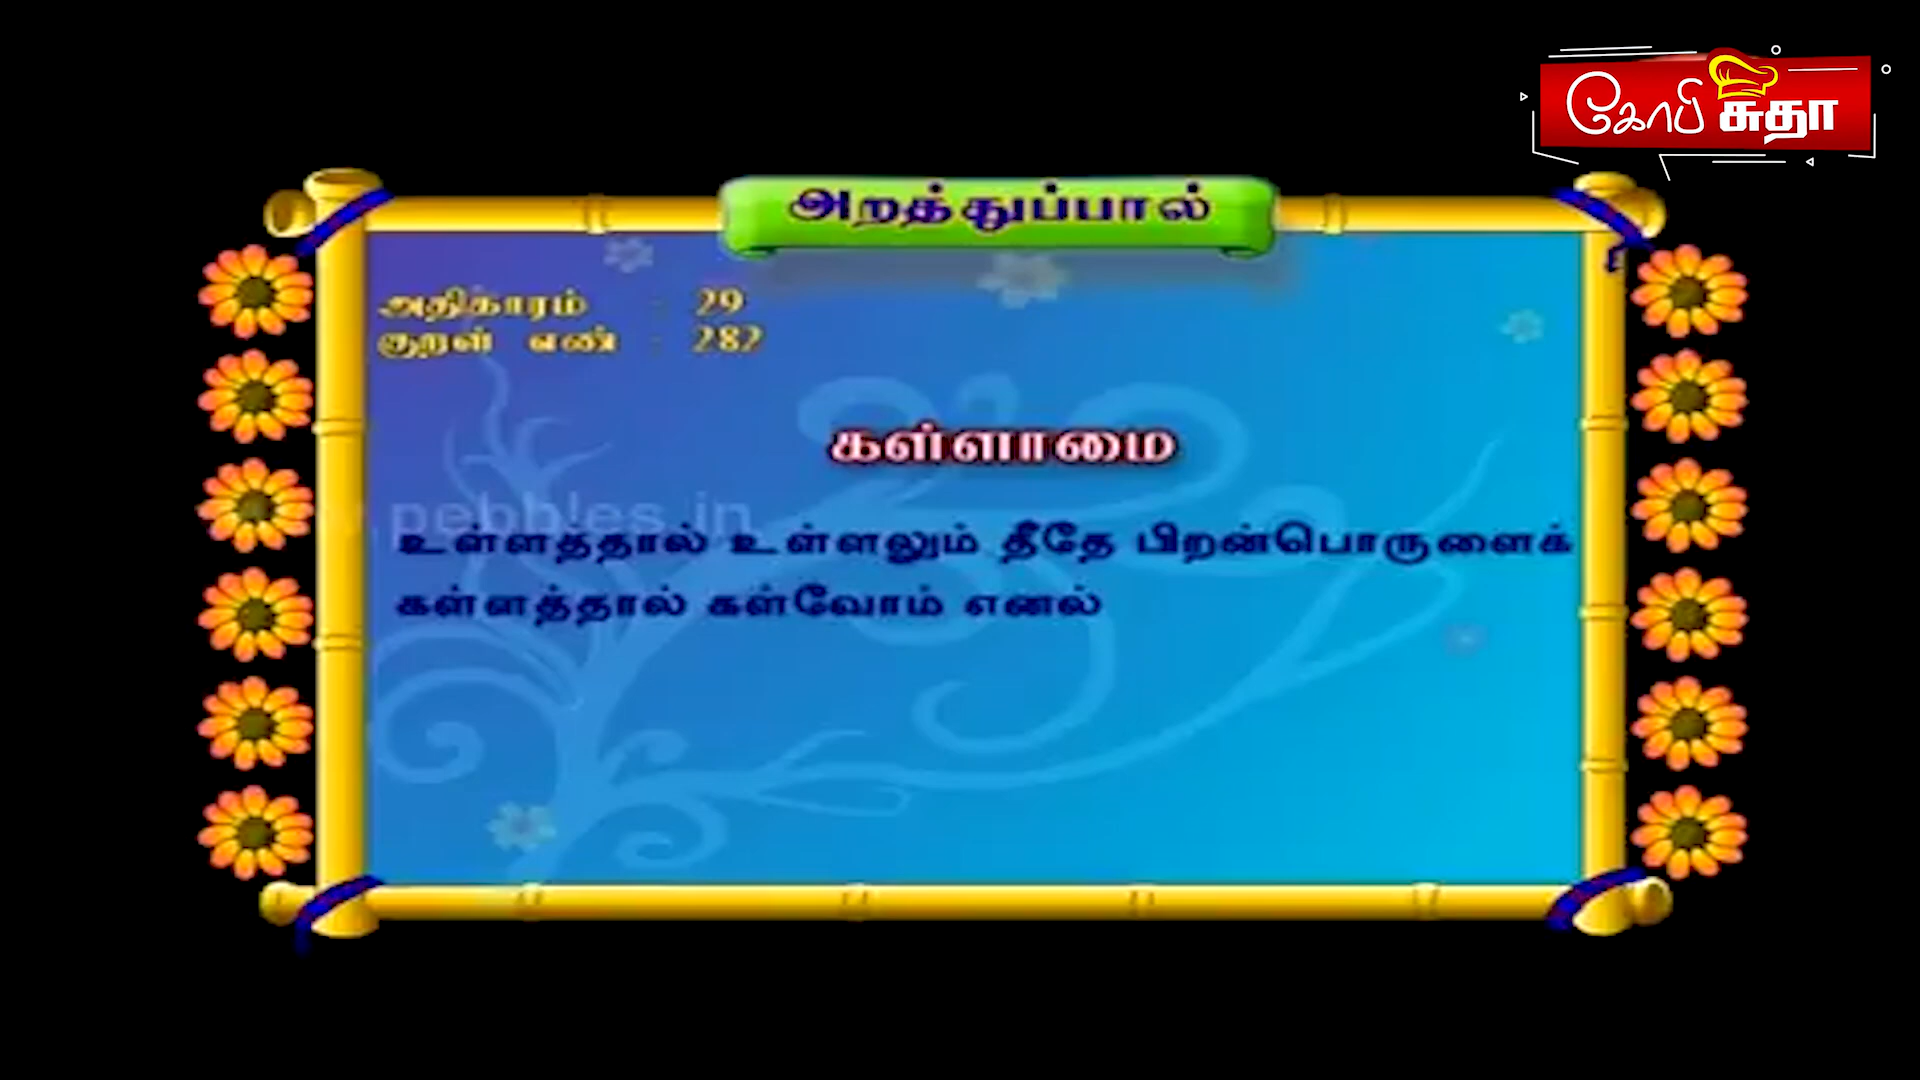 கோபி சுதா
அறத்துப்பால்
அதிகாரம் : 29
குறள் எண் : 282
கள்ளாமை
pebbles.in
உள்ளத்தால் உள்ளலும் தீதே பிறன்பொருளைக்
கள்ளத்தால் கள்வோம் எனல்